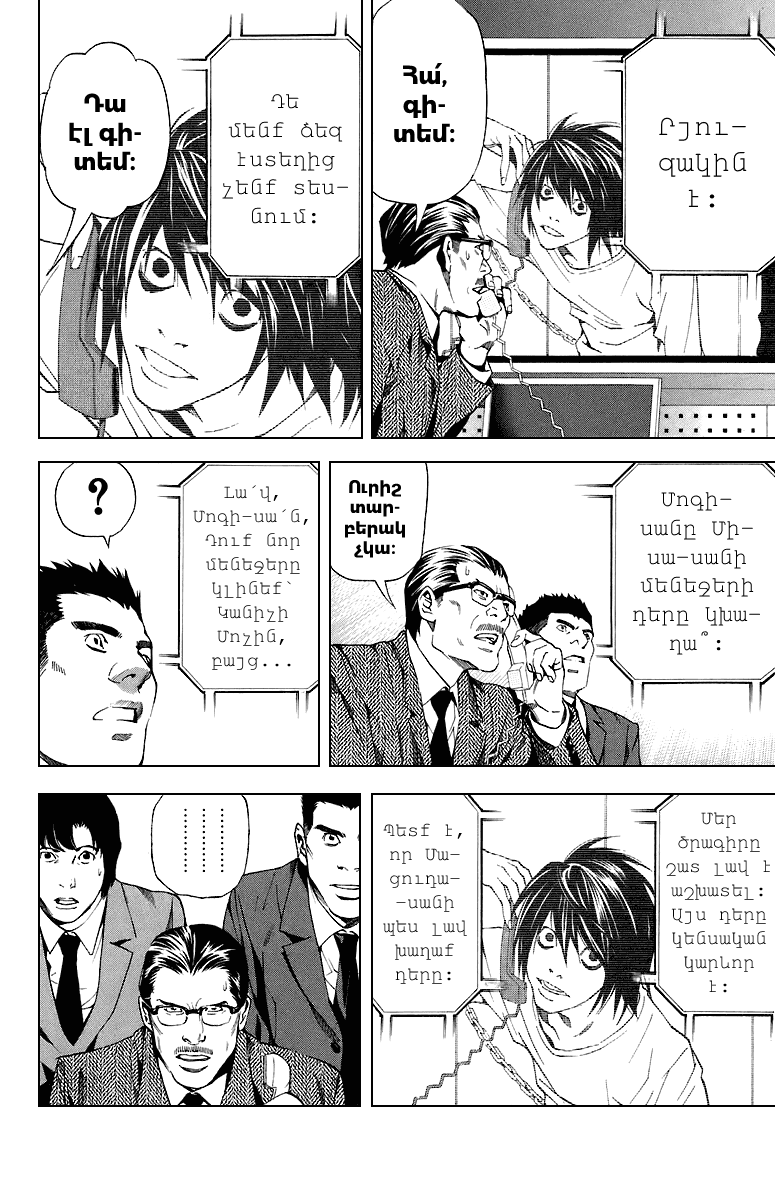 Րյու–
զակին
է:
Հա՛,
գի-
տեմ:
Դե
մենք ձեզ
էստեղից
չենք տես–
նում:
Դա
էլ գի-
տեմ:
Մոգի–
սանը Մի–
սա–սանի
մենեջերի
դերը կխա–
ղա՞:
Ուրիշ
տար-
բերակ
չկա:
Լա՛վ,
Մոգի–սա՛ն,
Դուք նոր
մենեջերը
կլինեք՝
Կանիչի
Մոչին,
բայց...
?
Մեր
ծրագիրը
շատ լավ է
աշխատել:
Այս դերը
կենսական
կարևոր
է:
Պետք է,
որ Մա–
ցուդա–
–սանի
պես լավ
խաղաք
դերը: